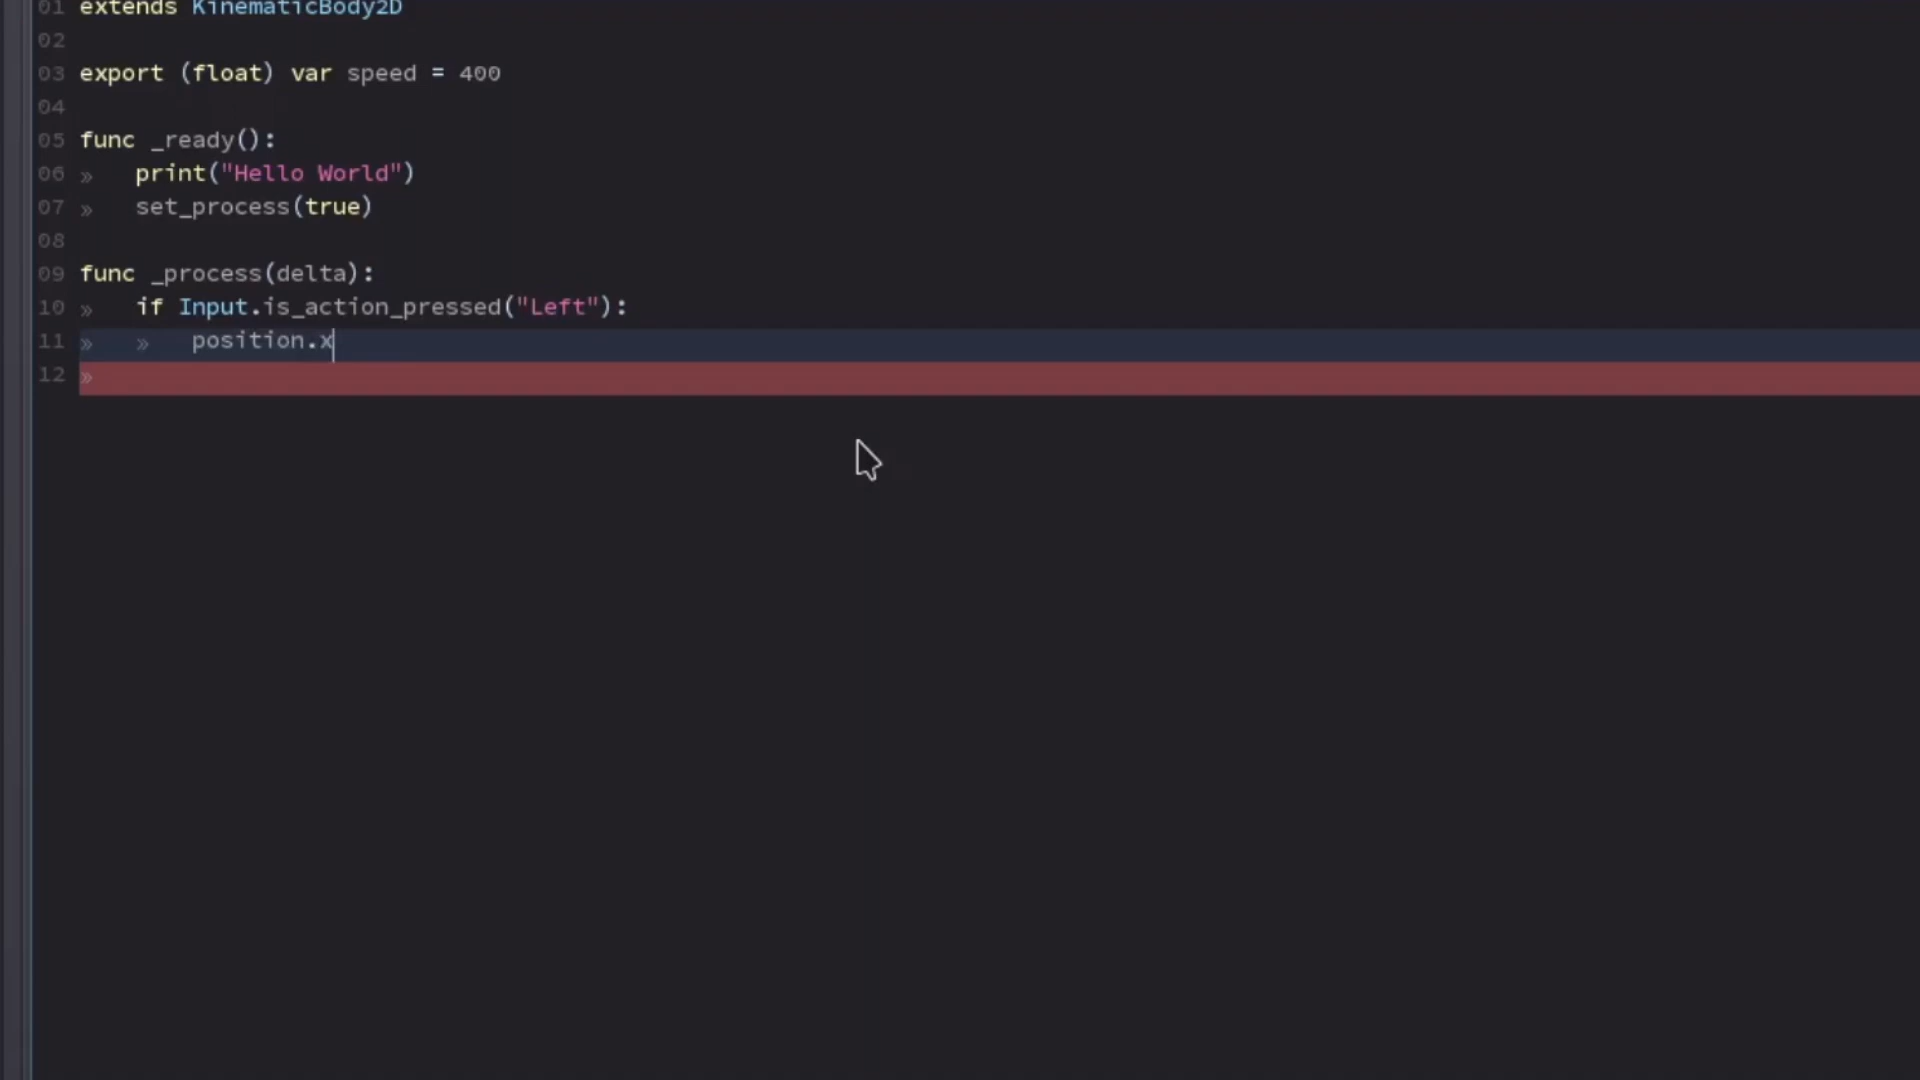 01 extends KinematicBody2D
02
03 export (float) var speed = 400
04
05 func _ready():
06 » print("Hello World")
07 » set_process(true)
08
09 func _process(delta):
10 » if Input.is_action_pressed("Left"):
11 » » position.x
12 »